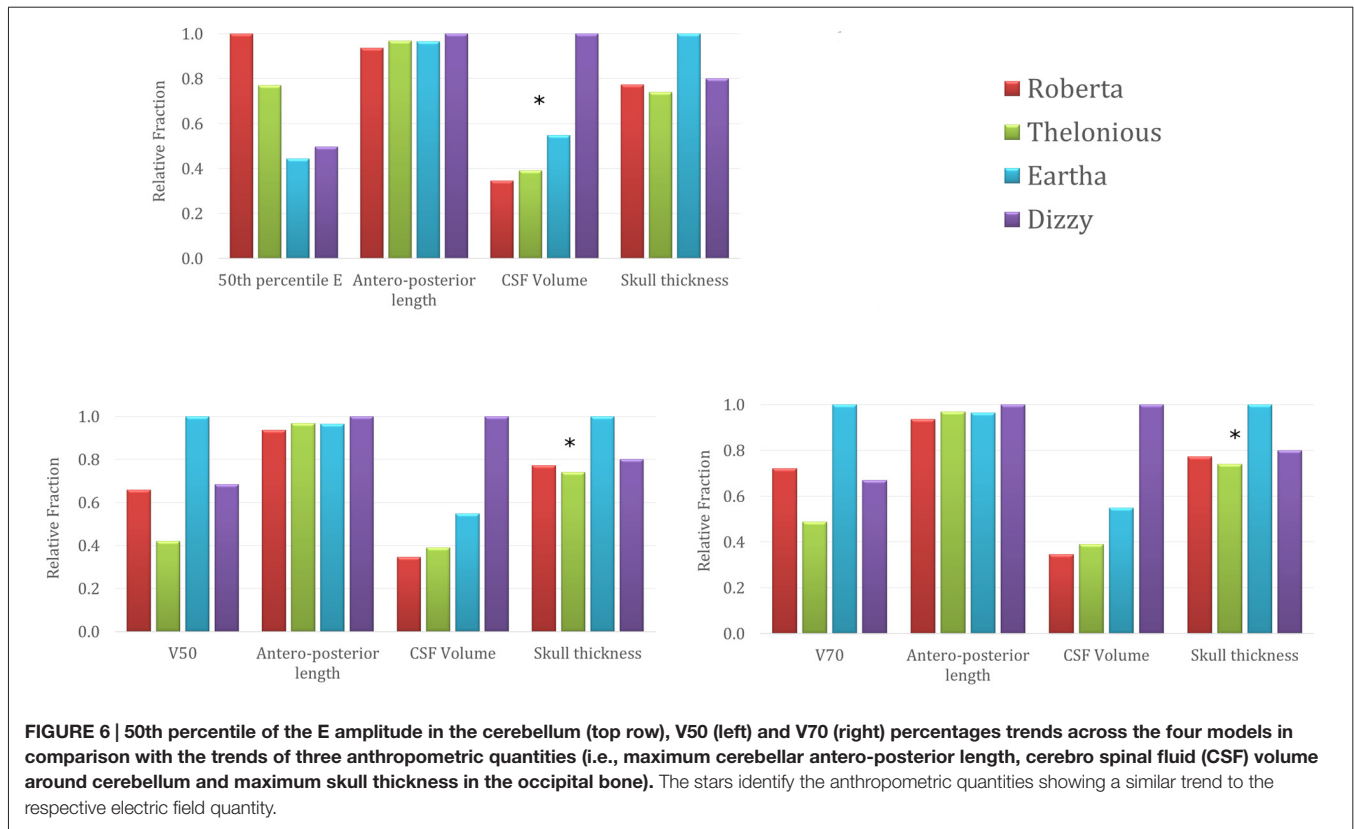 1.0
0.8
0.6
0.4
0.2
0.0
Relative Fraction
*
50th percentile E
Antero-posterior
length
CSF Volume
Skull thickness
Roberta
Thelonious
Eartha
Dizzy
1.0
0.8
0.6
0.4
0.2
0.0
Relative Fraction
*
V50
Antero-posterior
length
CSF Volume
Skull thickness
1.0
0.8
0.6
0.4
0.2
0.0
Relative Fraction
*
V70
Antero-posterior
length
CSF Volume
Skull thickness
FIGURE 6 | 50th percentile of the E amplitude in the cerebellum (top row), V50 (left) and V70 (right) percentages trends across the four models in
comparison with the trends of three anthropometric quantities (i.e., maximum cerebellar antero-posterior length, cerebro spinal fluid (CSF) volume
around cerebellum and maximum skull thickness in the occipital bone). The stars identify the anthropometric quantities showing a similar trend to the
respective electric field quantity.